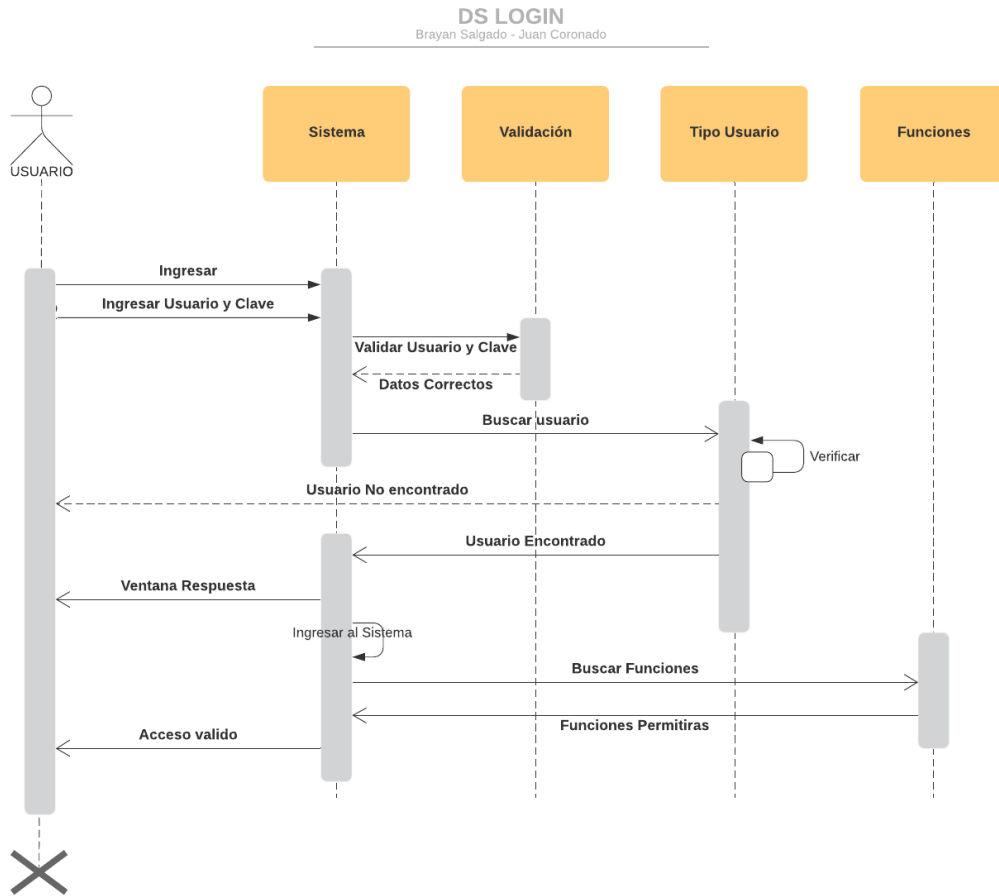 DS LOGIN
Brayan Salgado - Juan Coronado
USUARIO
Sistema
Validación
Tipo Usuario
Funciones
Ingresar
Ingresar Usuario y Clave
Validar Usuario y Clave
Datos Correctos
Buscar usuario
Verificar
Usuario No encontrado
Usuario Encontrado
Ventana Respuesta
Ingresar al Sistema
Buscar Funciones
Funciones Permitiras
Acceso valido